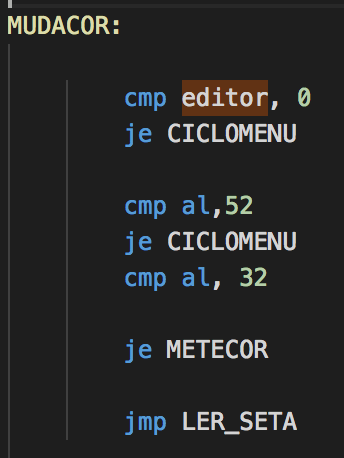 MUDACOR:
cmp editor, 0
je CICLOMENU
cmp al,52
je CICLOMENU
cmp al, 32
je METECOR
jmp LER_SETA